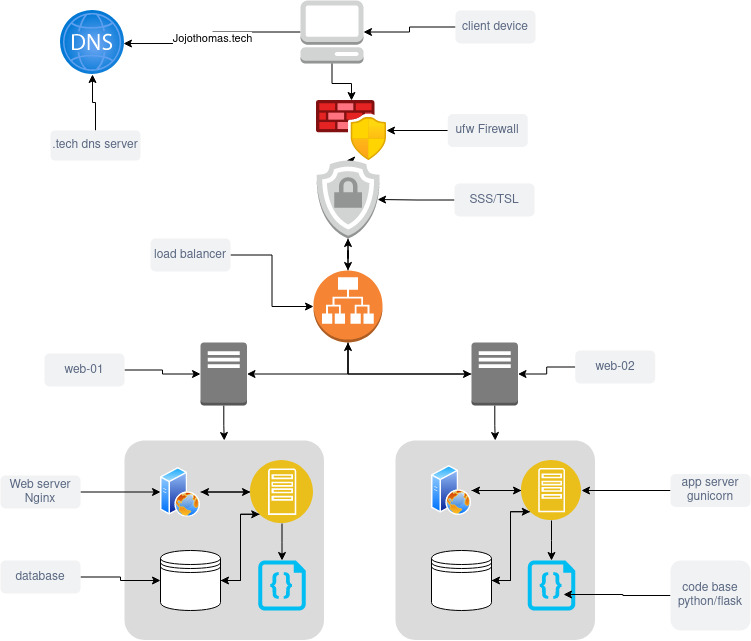 client device
DNS
Jojothomas.tech
ufw Firewall
.tech dns server
SSS/TSL
load balancer
web-01
web-02
Web server
Nginx
app server
gunicorn
database
{}
{}
code base
python/flask